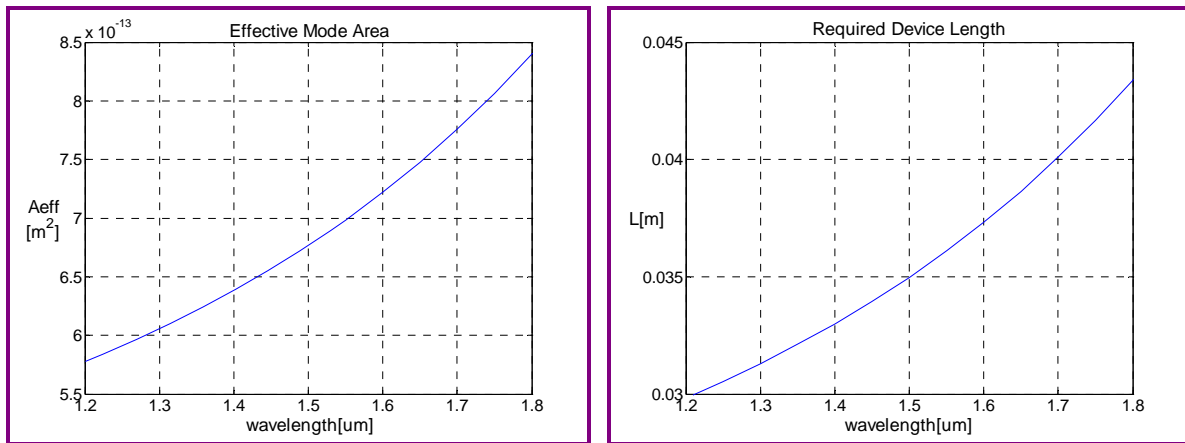 x 10^-13
Effective Mode Area
8.5
8
7.5
7
6.5
6
5.5
Aeff
[m^2]
1.2 1.3 1.4 1.5 1.6 1.7 1.8
wavelength[um]
Required Device Length
0.045
0.04
0.035
0.03
L[m]
1.2 1.3 1.4 1.5 1.6 1.7 1.8
wavelength[um]